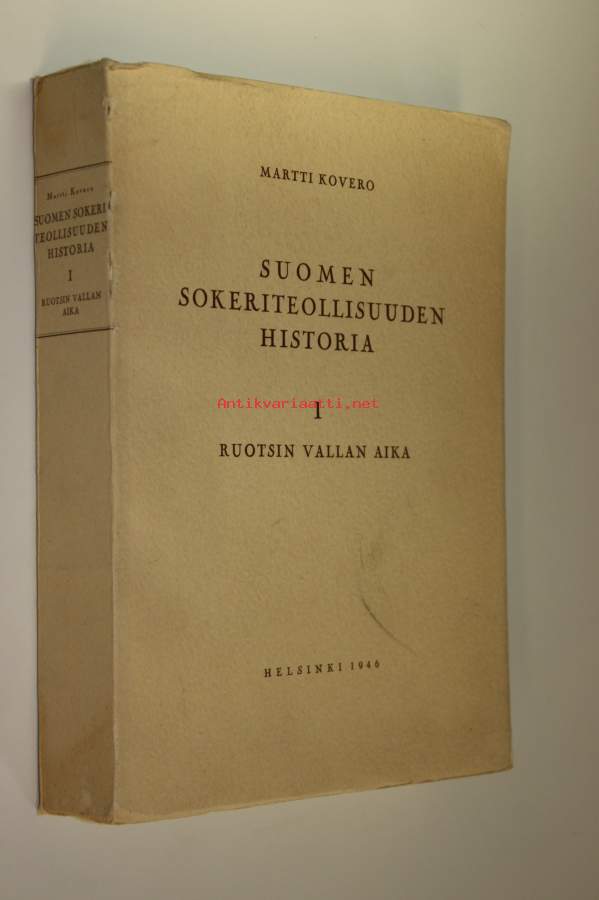 Martti Kovero
SUOMEN SOKERI
TEOLLISUUDEN
HISTORIA
I
RUOTSIN VALLAN
AIKA
MARTTI KOVERO
SUOMEN
SOKERITEOLLISUUDEN
HISTORIA
I
Antikvariaatti.net
RUOTSIN VALLAN AIKA
HELSINKI 1946